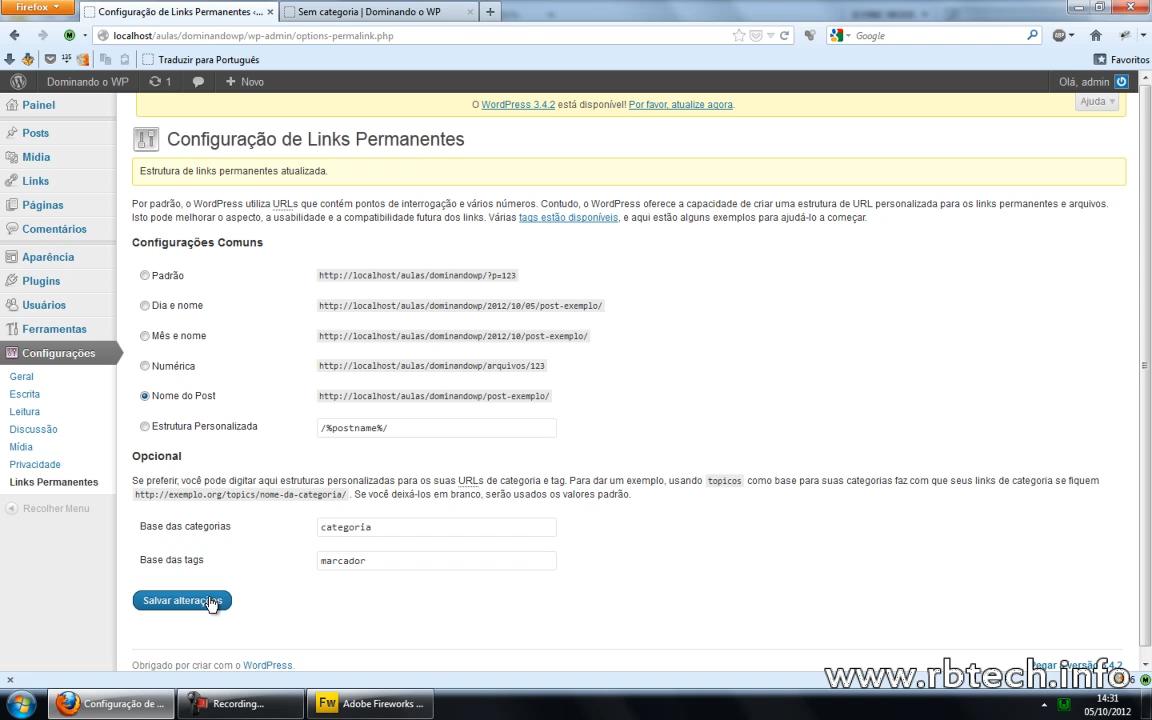 Firefox
Configuração de Links Permanentes ‹...
Sem categoria | Dominando o WP
localhost/aulas/dominandowp/wp-admin/options-permalink.php
Google
Traduzir para Português
Favoritos
Dominando o WP
1
Novo
Olá, admin
Painel
Posts
Mídia
Links
Páginas
Comentários
Aparência
Plugins
Usuários
Ferramentas
Configurações
Geral
Escrita
Leitura
Discussão
Mídia
Privacidade
Links Permanentes
Recolher Menu
O WordPress 3.4.2 está disponível! Por favor, atualize agora.
Ajuda
Configuração de Links Permanentes
Estrutura de links permanentes atualizada.
Por padrão, o WordPress utiliza URLs que contém pontos de interrogação e vários números. Contudo, o WordPress oferece a capacidade de criar uma estrutura de URL personalizada para os links permanentes e arquivos.
Isto pode melhorar o aspecto, a usabilidade e a compatibilidade futura dos links. Várias tags estão disponíveis, e aqui estão alguns exemplos para ajudá-lo a começar.
Configurações Comuns
Padrão http://localhost/aulas/dominandowp/?p=123
Dia e nome http://localhost/aulas/dominandowp/2012/10/05/post-exemplo/
Mês e nome http://localhost/aulas/dominandowp/2012/10/post-exemplo/
Numérica http://localhost/aulas/dominandowp/arquivos/123
Nome do Post http://localhost/aulas/dominandowp/post-exemplo/
Estrutura Personalizada /%postname%/
Opcional
Se preferir, você pode digitar aqui estruturas personalizadas para os suas URLs de categoria e tag. Para dar um exemplo, usando topicos como base para suas categorias faz com que seus links de categoria se fiquem
http://exemplo.org/topics/nome-da-categoria/ . Se você deixá-los em branco, serão usados os valores padrão.
Base das categorias categoria
Base das tags marcador
Salvar alterações
Obrigado por criar com o WordPress.
www.rbtech.info
Configuração de ...
Recording...
Fw Adobe Fireworks ...
14:31
05/10/2012